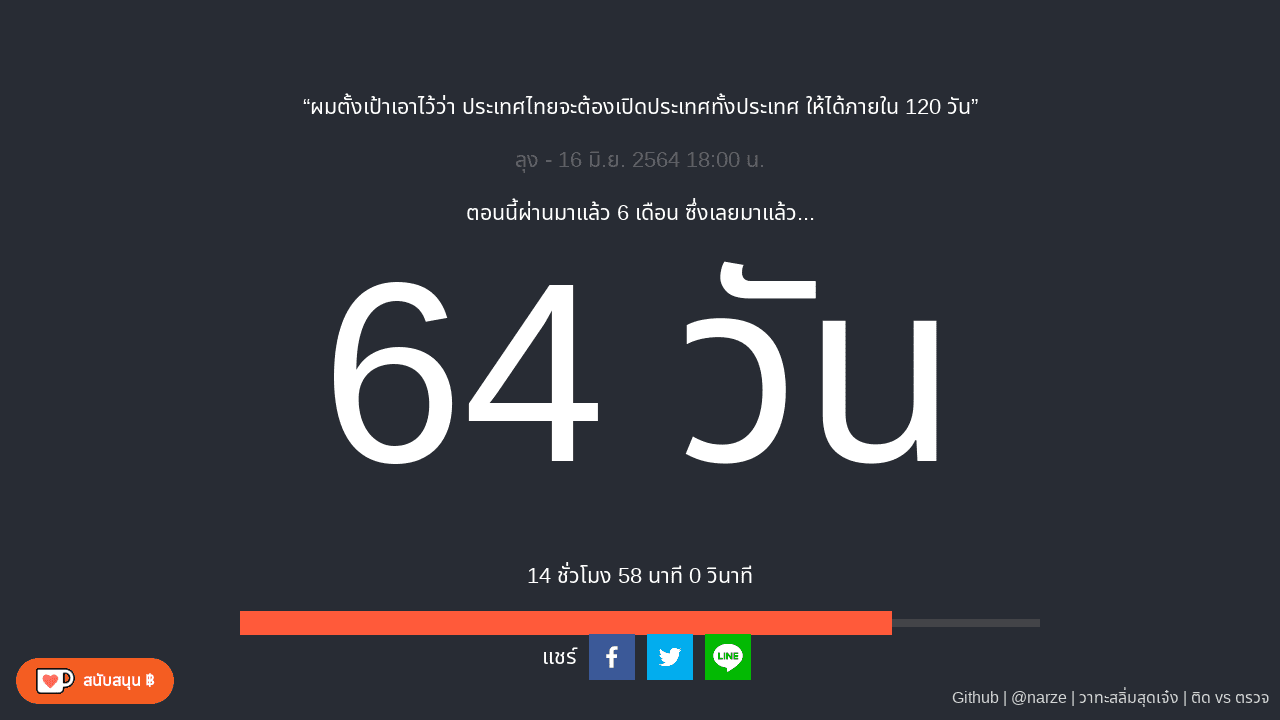 “ผมตั้งเป้าเอาไว้ว่า ประเทศไทยจะต้องเปิดประเทศทั้งประเทศ ให้ได้ภายใน 120 วัน”
ลุง - 16 มิ.ย. 2564 18:00 น.
ตอนนี้ผ่านมาแล้ว 6 เดือน ซึ่งเลยมาแล้ว...
64 วัน
14 ชั่วโมง 58 นาที 0 วินาที
แชร์ LINE
สนับสนุน ฿
Github | @narze | วาทะสลิ่มสุดเจ๋ง | ติด vs ตรวจ